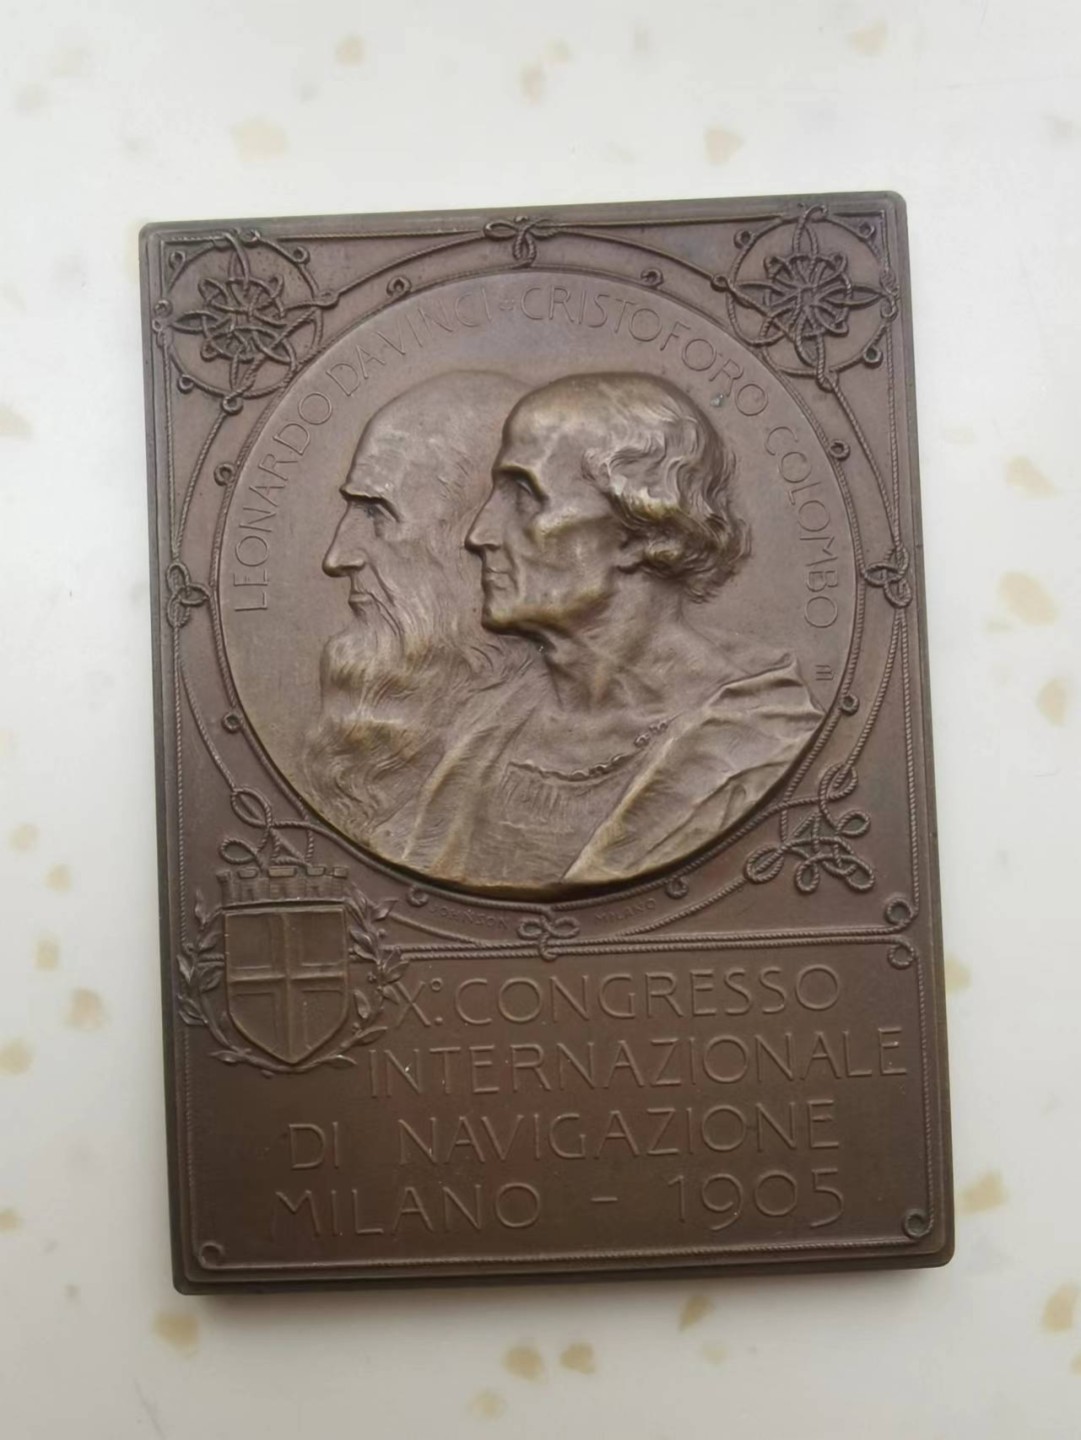 LEONARDO DA·VINCI·CRISTOFORO COLOMBO
JOHNSON MILANO
X°. CONGRESSO
INTERNAZIONALE
DI NAVIGAZIONE
MILANO - 1905